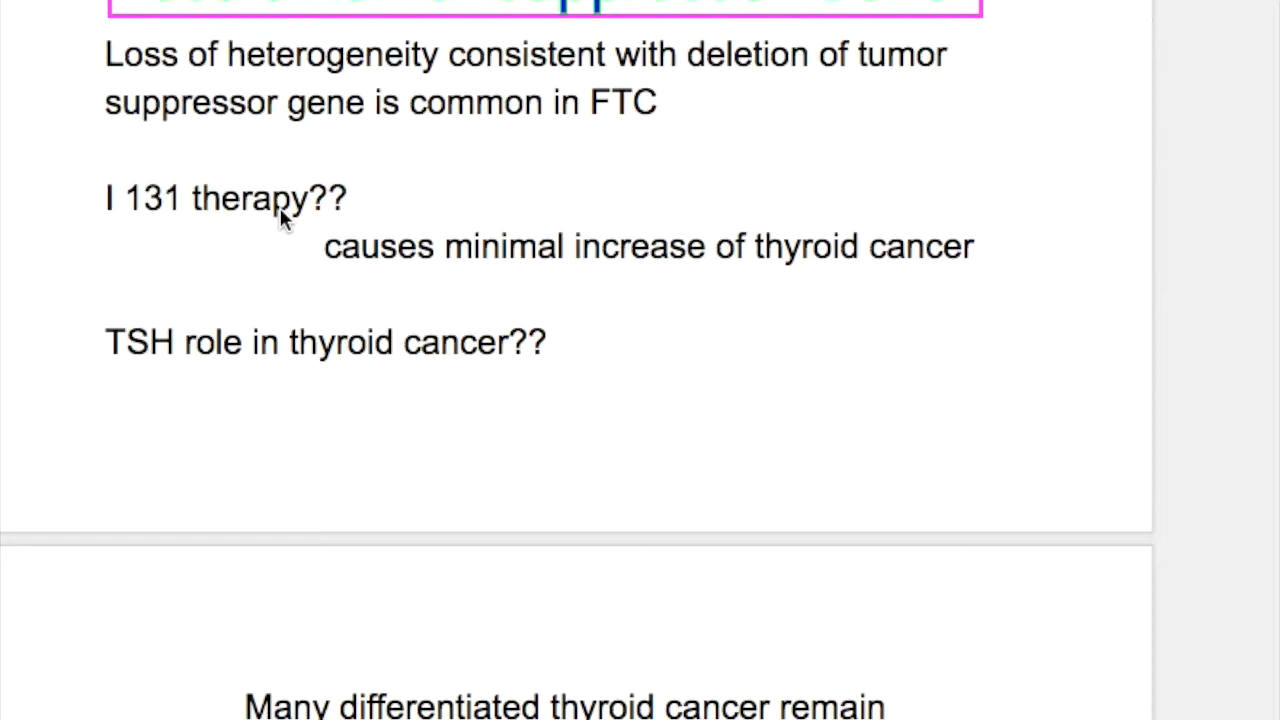 Loss of heterogeneity consistent with deletion of tumor
suppressor gene is common in FTC
I 131 therapy??
causes minimal increase of thyroid cancer
TSH role in thyroid cancer??
Many differentiated thyroid cancer remain